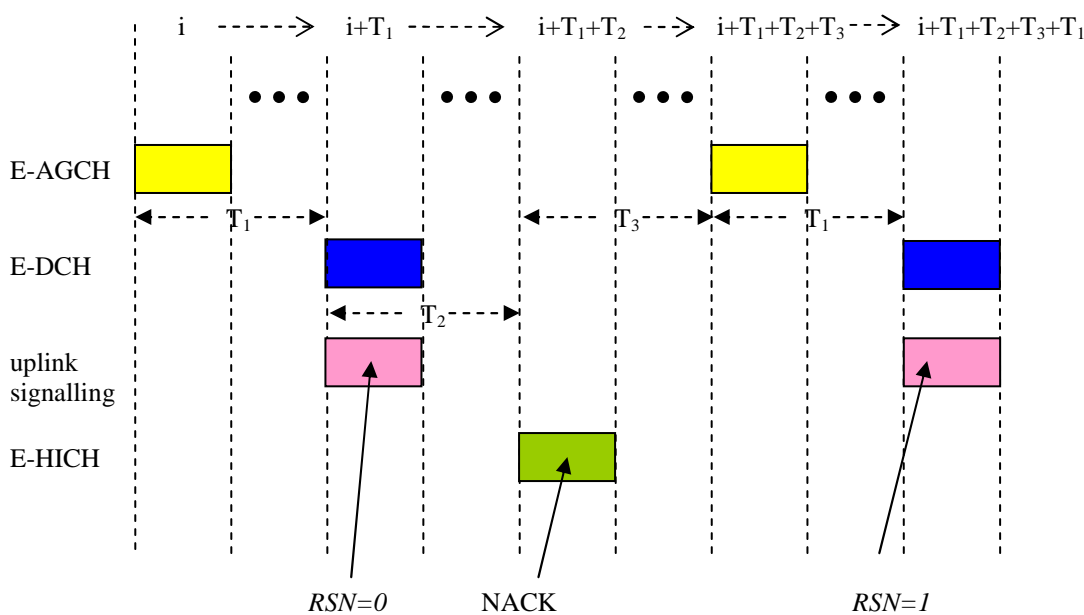 i i+T₁ i+T₁+T₂ i+T₁+T₂+T₃ i+T₁+T₂+T₃+T₁
E-AGCH
T₁ T₃ T₁
E-DCH
T₂
uplink
signalling
E-HICH
RSN=0 NACK RSN=1